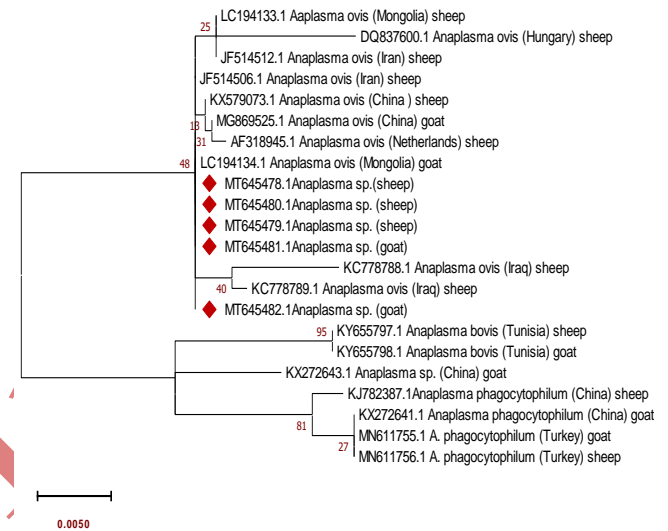 LC194133.1 Aaplasma ovis (Mongolia) sheep
25
DQ837600.1 Anaplasma ovis (Hungary) sheep
JF514512.1 Anaplasma ovis (Iran) sheep
JF514506.1 Anaplasma ovis (Iran) sheep
KX579073.1 Anaplasma ovis (China ) sheep
MG869525.1 Anaplasma ovis (China) goat
13
31
AF318945.1 Anaplasma ovis (Netherlands) sheep
48
LC194134.1 Anaplasma ovis (Mongolia) goat
MT645478.1Anaplasma sp.(sheep)
MT645480.1Anaplasma sp. (sheep)
MT645479.1Anaplasma sp. (sheep)
MT645481.1Anaplasma sp. (goat)
KC778788.1 Anaplasma ovis (Iraq) sheep
40
KC778789.1 Anaplasma ovis (Iraq) sheep
MT645482.1Anaplasma sp. (goat)
95
KY655797.1 Anaplasma bovis (Tunisia) sheep
KY655798.1 Anaplasma bovis (Tunisia) goat
KX272643.1 Anaplasma sp. (China) goat
KJ782387.1Anaplasma phagocytophilum (China) sheep
81
KX272641.1 Anaplasma phagocytophilum (China) goat
MN611755.1 A. phagocytophilum (Turkey) goat
27
MN611756.1 A. phagocytophilum (Turkey) sheep
0.0050